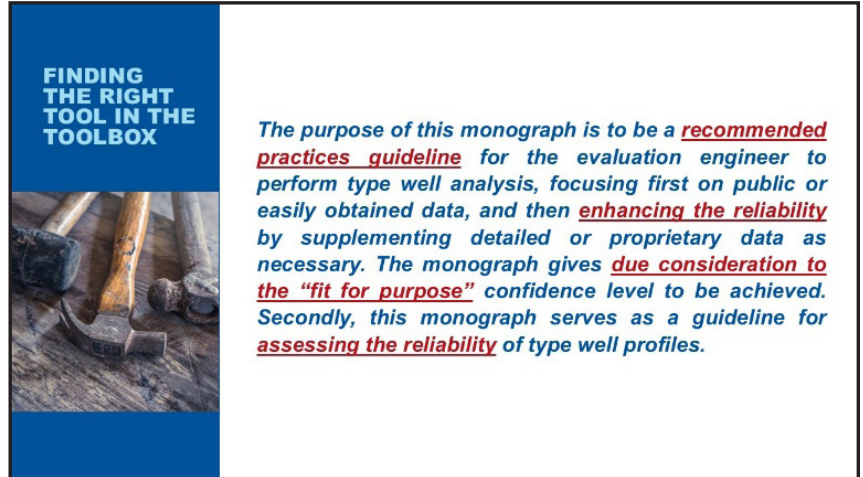 FINDING
THE RIGHT
TOOL IN THE
TOOLBOX
The purpose of this monograph is to be a recommended
practices guideline for the evaluation engineer to
perform type well analysis, focusing first on public or
easily obtained data, and then enhancing the reliability
by supplementing detailed or proprietary data as
necessary. The monograph gives due consideration to
the “fit for purpose” confidence level to be achieved.
Secondly, this monograph serves as a guideline for
assessing the reliability of type well profiles.